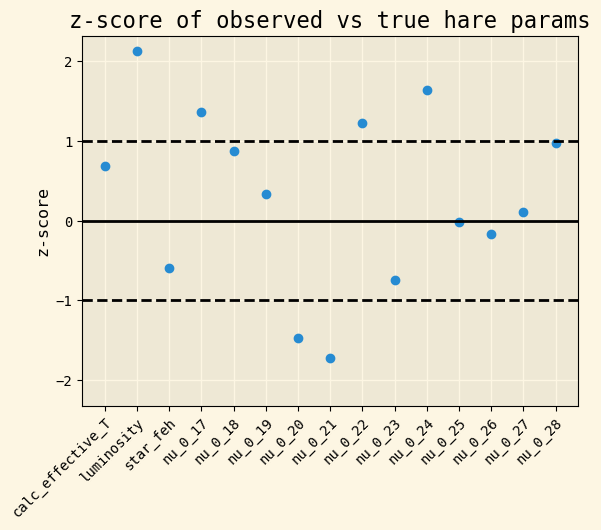 z-score of observed vs true hare params
z-score
2
1
0
−1
−2
calc_effective_T
luminosity
star_feh
nu_0_17
nu_0_18
nu_0_19
nu_0_20
nu_0_21
nu_0_22
nu_0_23
nu_0_24
nu_0_25
nu_0_26
nu_0_27
nu_0_28